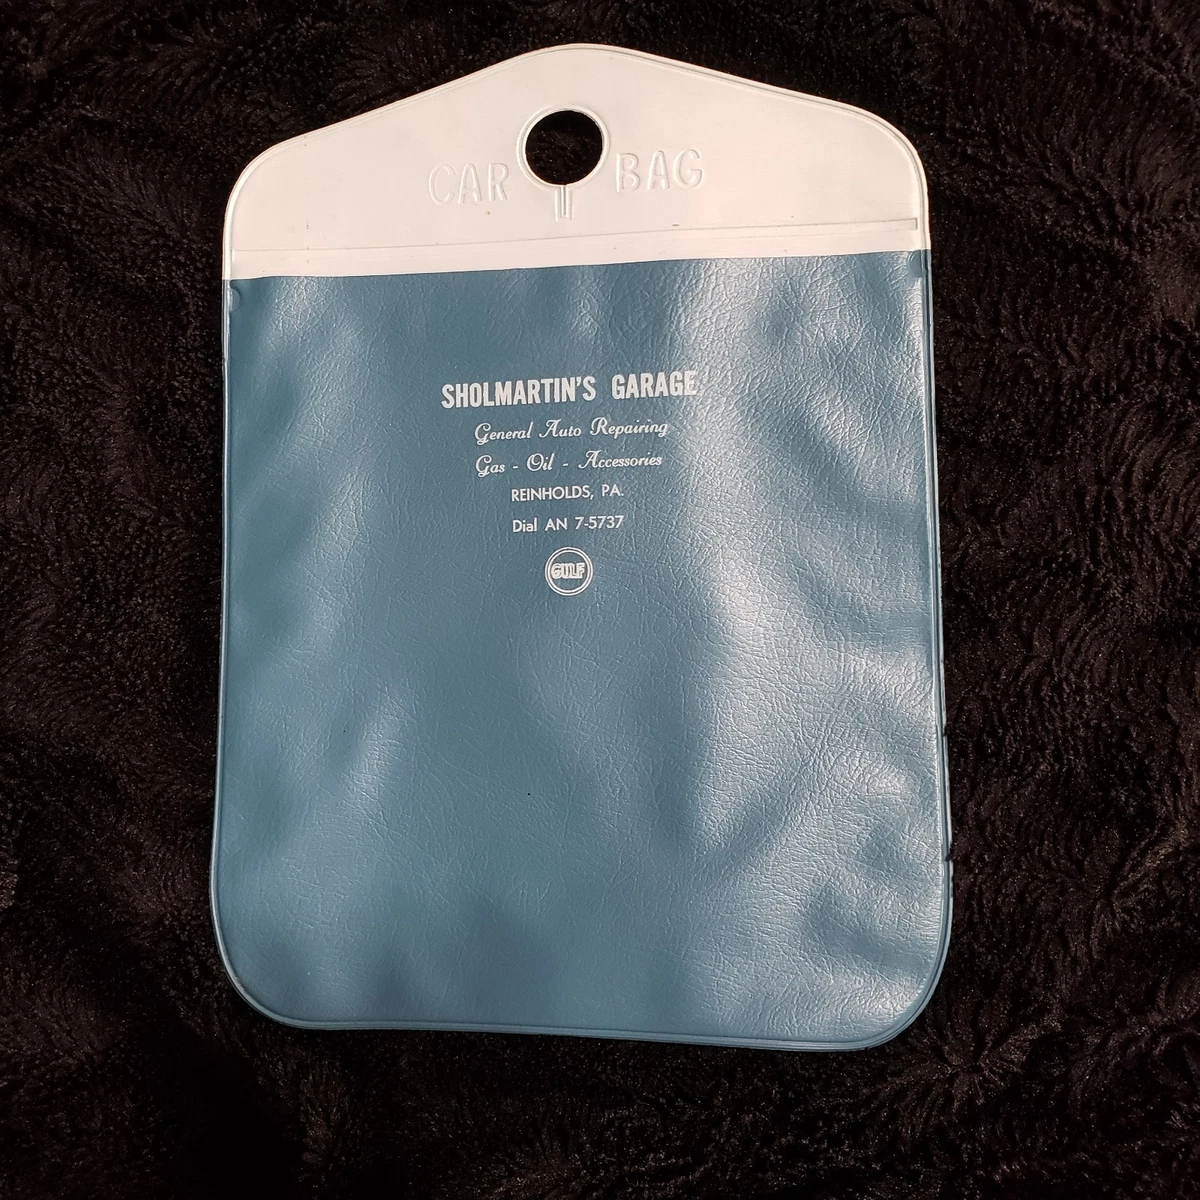 CAR BAG
SHOLMARTIN'S GARAGE
General Auto Repairing
Gas - Oil - Accessories
REINHOLDS, PA.
Dial AN 7-5737
GULF